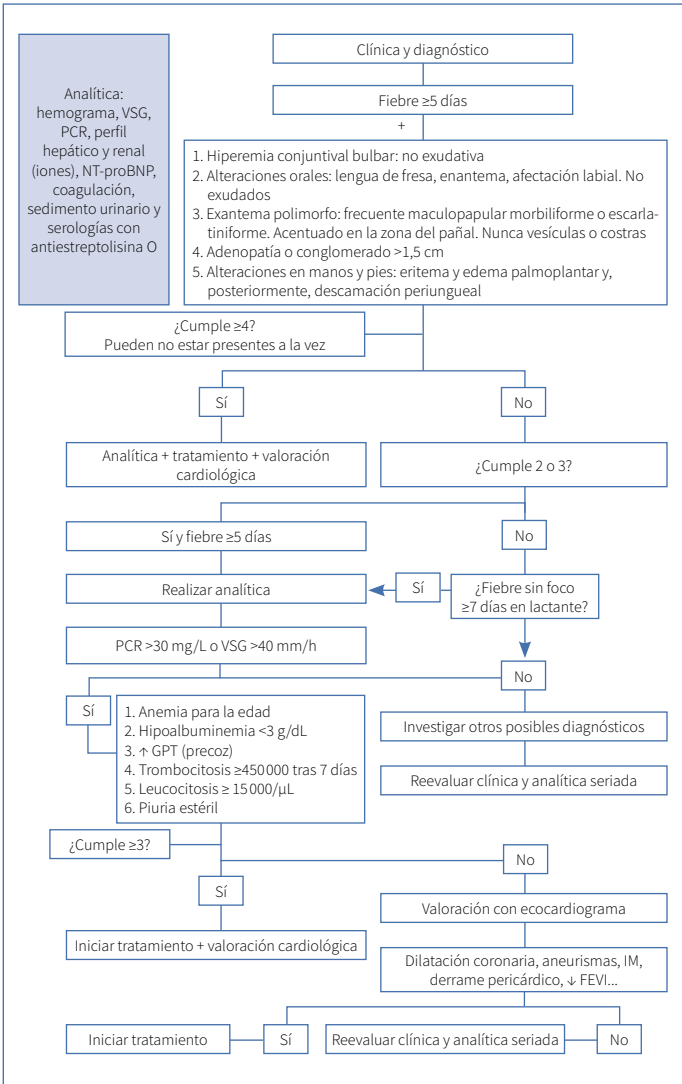 Analítica:
hemograma, VSG,
PCR, perfil
hepático y renal
(iones), NT-proBNP,
coagulación,
sedimento urinario y
serologías con
antiestreptolisina O
Clínica y diagnóstico
Fiebre ≥5 días
+
1. Hiperemia conjuntival bulbar: no exudativa
2. Alteraciones orales: lengua de fresa, enantema, afectación labial. No
exudados
3. Exantema polimorfo: frecuente maculopapular morbiliforme o escarla-
tiniforme. Acentuado en la zona del pañal. Nunca vesículas o costras
4. Adenopatía o conglomerado >1,5 cm
5. Alteraciones en manos y pies: eritema y edema palmoplantar y,
posteriormente, descamación periungueal
¿Cumple ≥4?
Pueden no estar presentes a la vez
Sí
No
Analítica + tratamiento + valoración
cardiológica
¿Cumple 2 o 3?
Sí y fiebre ≥5 días
No
Realizar analítica
Sí
¿Fiebre sin foco
≥7 días en lactante?
PCR >30 mg/L o VSG >40 mm/h
No
Sí
1. Anemia para la edad
2. Hipoalbuminemia <3 g/dL
3. ↑ GPT (precoz)
4. Trombocitosis ≥450 000 tras 7 días
5. Leucocitosis ≥ 15 000/μL
6. Piuria estéril
Investigar otros posibles diagnósticos
Reevaluar clínica y analítica seriada
¿Cumple ≥3?
No
Sí
Valoración con ecocardiograma
Iniciar tratamiento + valoración cardiológica
Dilatación coronaria, aneurismas, IM,
derrame pericárdico, ↓ FEVI...
Iniciar tratamiento
Sí
Reevaluar clínica y analítica seriada
No